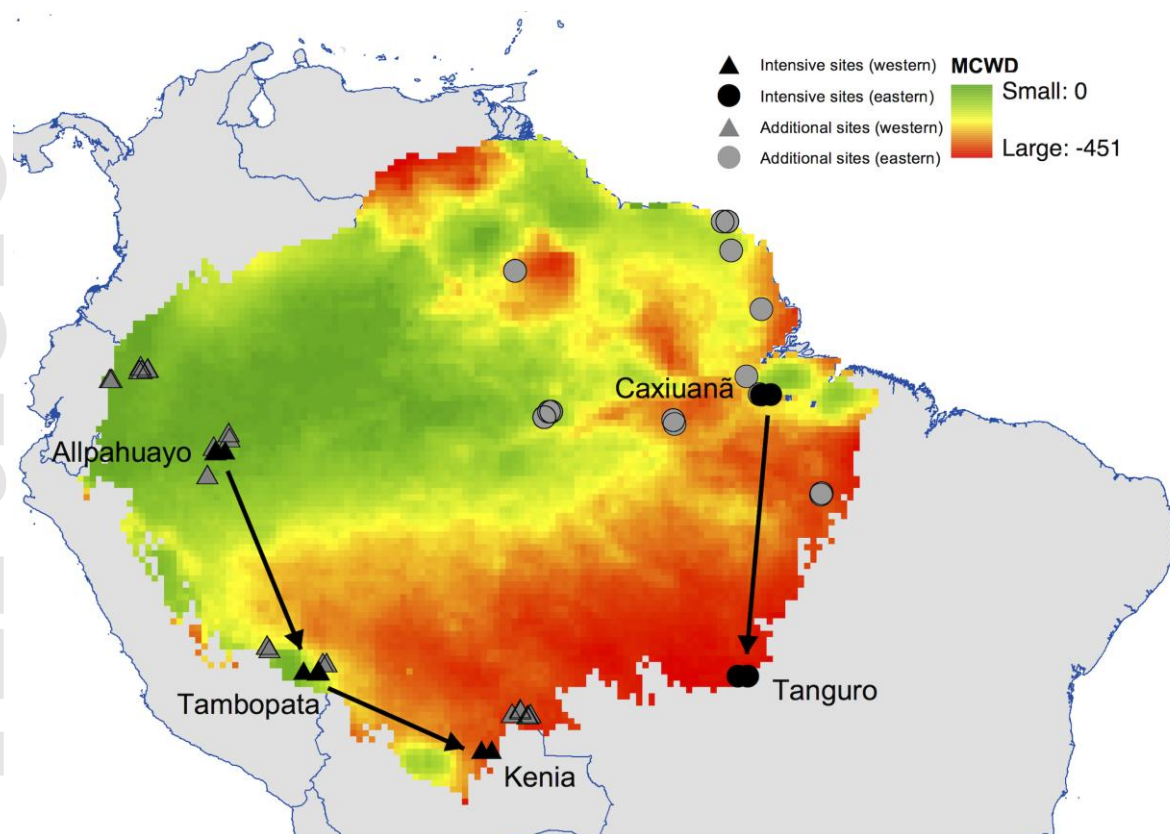 Intensive sites (western)
Intensive sites (eastern)
Additional sites (western)
Additional sites (eastern)
MCWD
Small: 0
Large: -451
Caxiuanã
Allpahuayo
Tambopata
Tanguro
Kenia